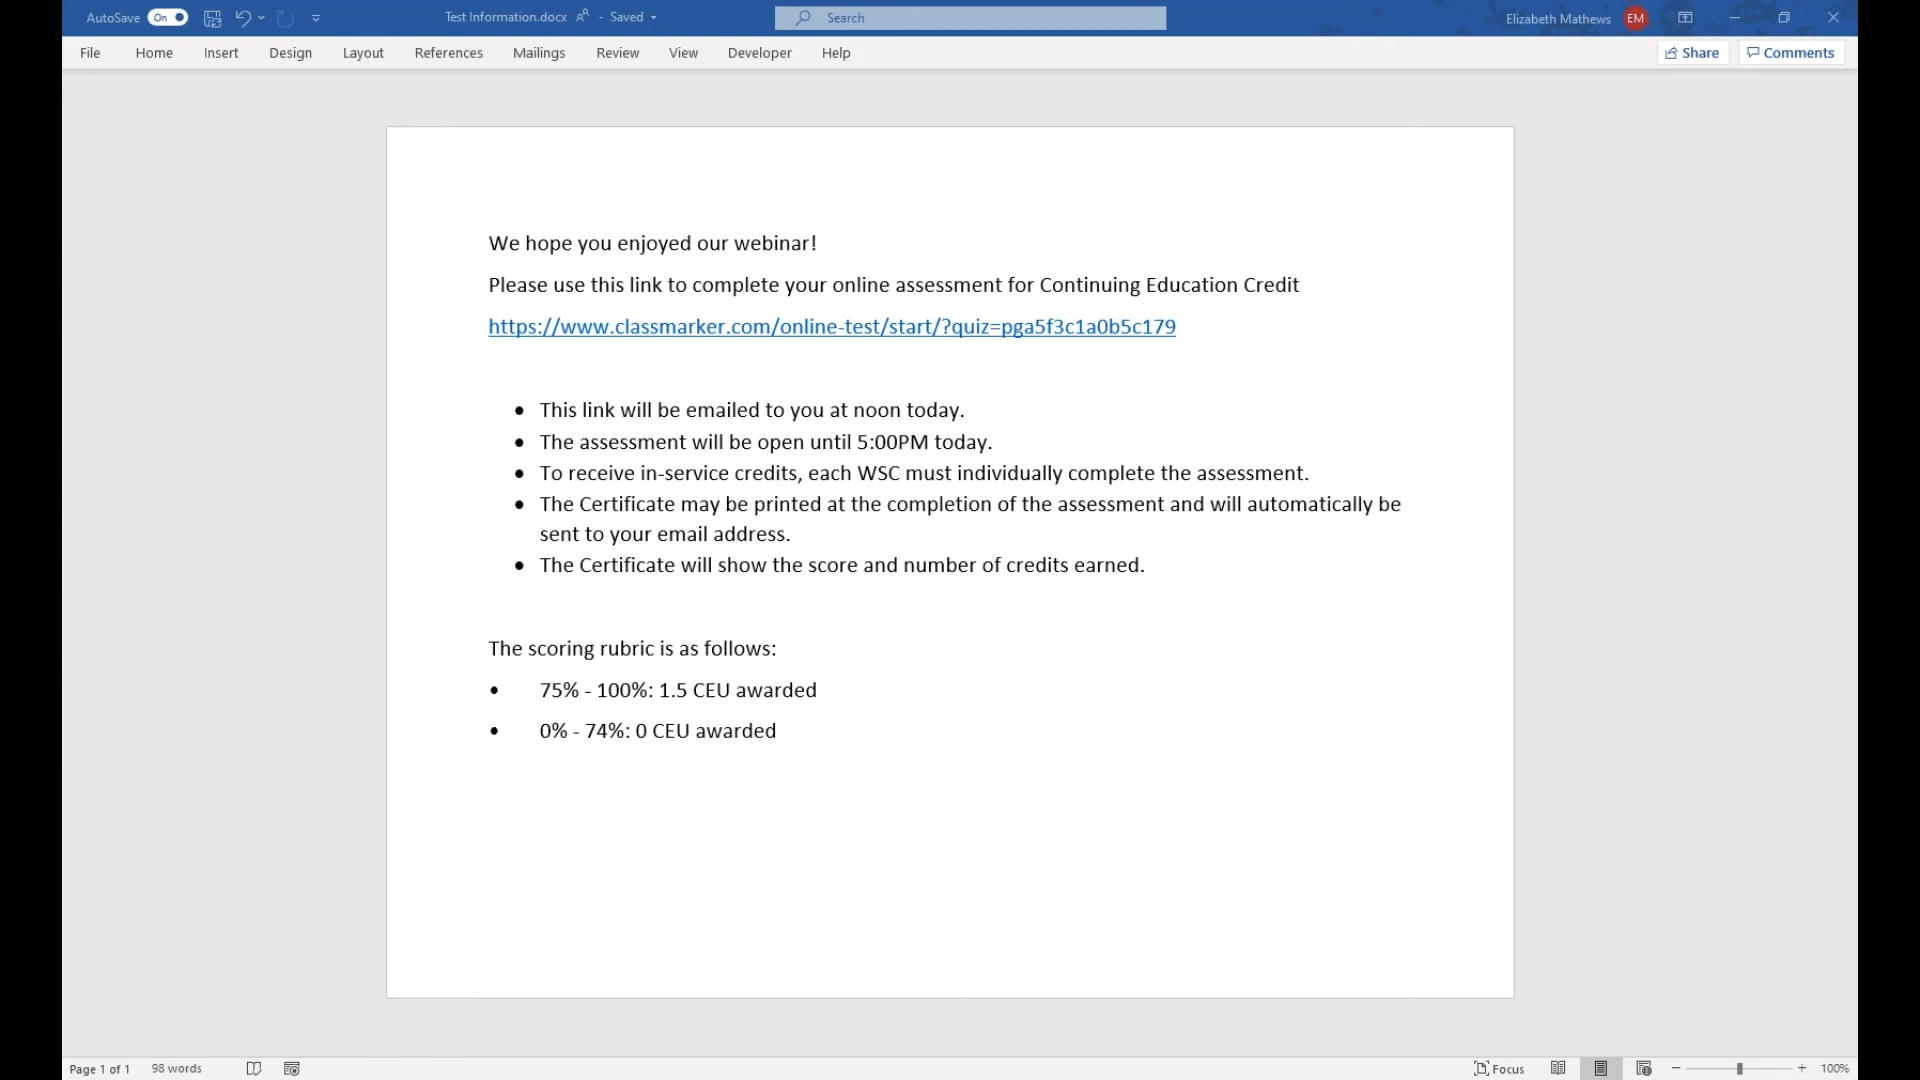 AutoSave On Test Information.docx - Saved Search Elizabeth Mathews EM
File Home Insert Design Layout References Mailings Review View Developer Help Share Comments
We hope you enjoyed our webinar!
Please use this link to complete your online assessment for Continuing Education Credit
https://www.classmarker.com/online-test/start/?quiz=pga5f3c1a0b5c179
• This link will be emailed to you at noon today.
• The assessment will be open until 5:00PM today.
• To receive in-service credits, each WSC must individually complete the assessment.
• The Certificate may be printed at the completion of the assessment and will automatically be
sent to your email address.
• The Certificate will show the score and number of credits earned.
The scoring rubric is as follows:
• 75% - 100%: 1.5 CEU awarded
• 0% - 74%: 0 CEU awarded
Page 1 of 1 98 words Focus 100%